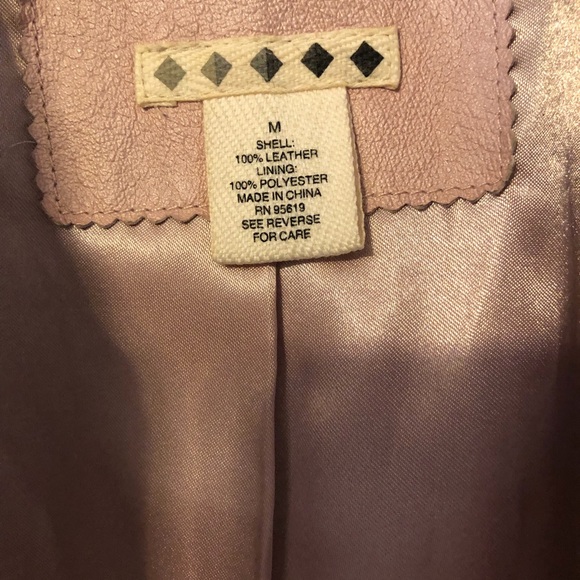 M
SHELL:
100% LEATHER
LINING:
100% POLYESTER
MADE IN CHINA
RN 95619
SEE REVERSE
FOR CARE